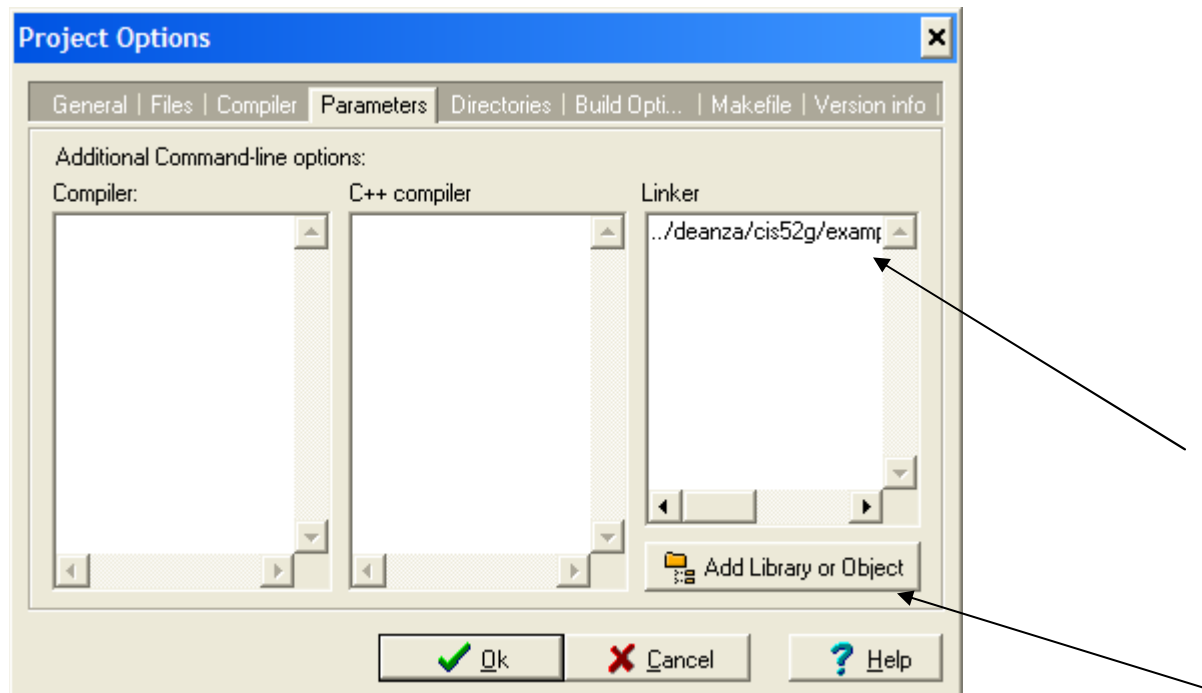 Project Options
General | Files | Compiler Parameters Directories | Build Opti... | Makefile | Version info |
Additional Command-line options:
Compiler: C++ compiler Linker
../deanza/cis52g/examp
Add Library or Object
Ok Cancel Help